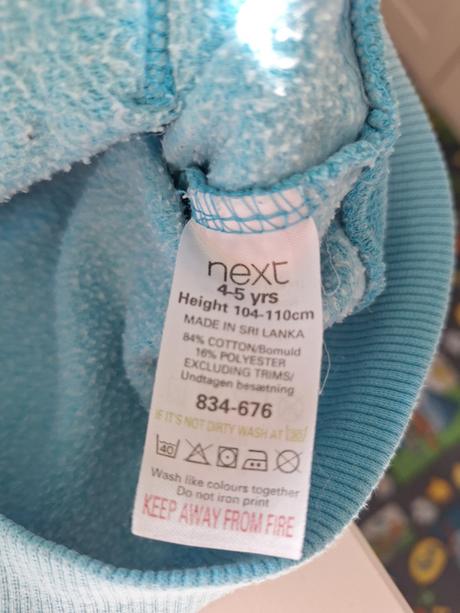 next
4-5 yrs
Height 104-110cm
MADE IN SRI LANKA
84% COTTON/Bomuld
16% POLYESTER
EXCLUDING TRIMS/
Undtagen besætning
834-676
IF IT'S NOT DIRTY WASH AT 30
40
Wash like colours together
Do not iron print
KEEP AWAY FROM FIRE